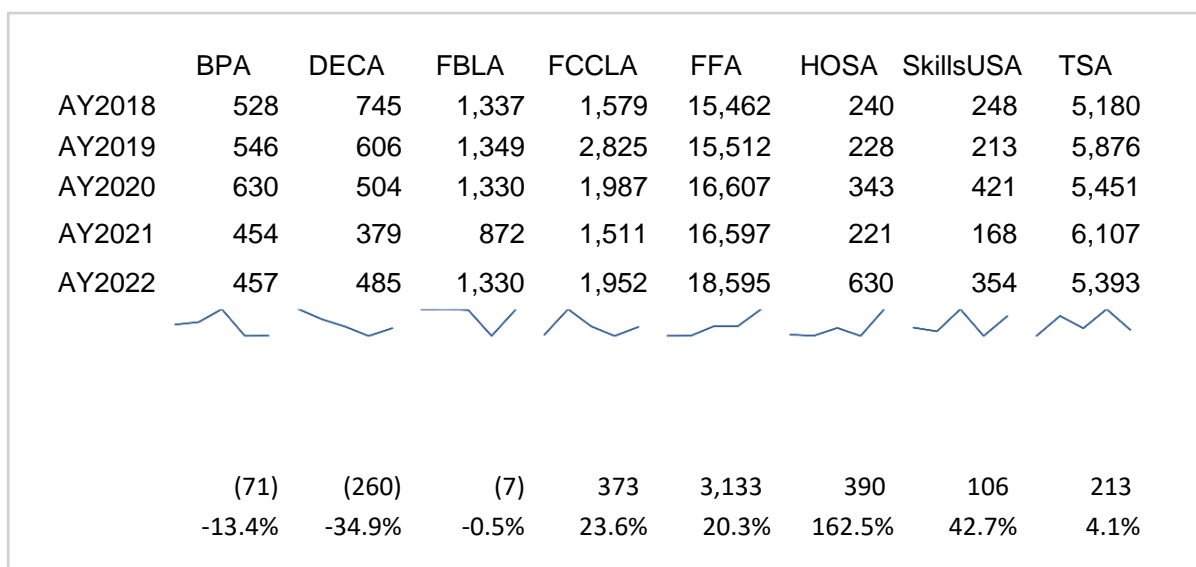 BPA DECA FBLA FCCLA FFA HOSA SkillsUSA TSA
AY2018 528 745 1,337 1,579 15,462 240 248 5,180
AY2019 546 606 1,349 2,825 15,512 228 213 5,876
AY2020 630 504 1,330 1,987 16,607 343 421 5,451
AY2021 454 379 872 1,511 16,597 221 168 6,107
AY2022 457 485 1,330 1,952 18,595 630 354 5,393
(71) (260) (7) 373 3,133 390 106 213
-13.4% -34.9% -0.5% 23.6% 20.3% 162.5% 42.7% 4.1%